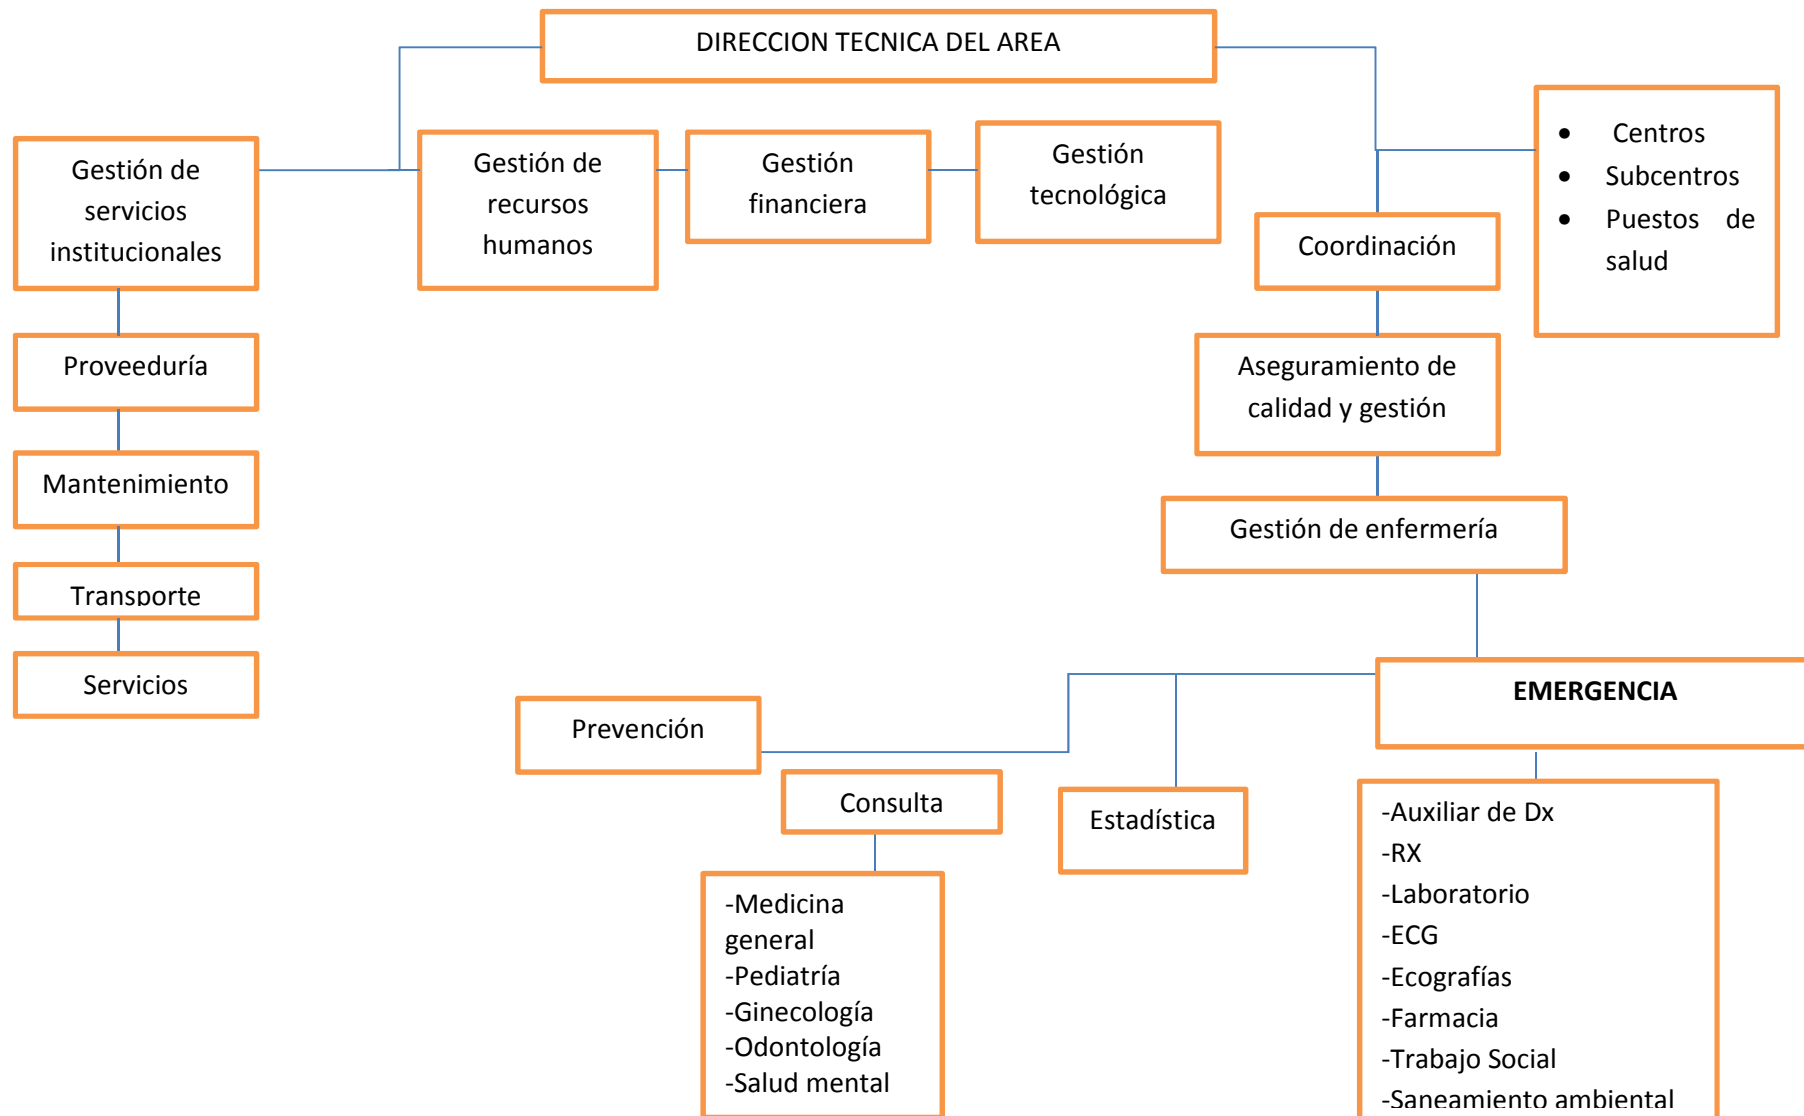 DIRECCION TECNICA DEL AREA
Gestión de
servicios
institucionales
Gestión de
recursos
humanos
Gestión
financiera
Gestión
tecnológica
• Centros
• Subcentros
• Puestos de
salud
Coordinación
Proveeduría
Aseguramiento de
calidad y gestión
Mantenimiento
Gestión de enfermería
Transporte
Servicios
EMERGENCIA
Prevención
Consulta
Estadística
-Medicina
general
-Pediatría
-Ginecología
-Odontología
-Salud mental
-Auxiliar de Dx
-RX
-Laboratorio
-ECG
-Ecografías
-Farmacia
-Trabajo Social
-Saneamiento ambiental